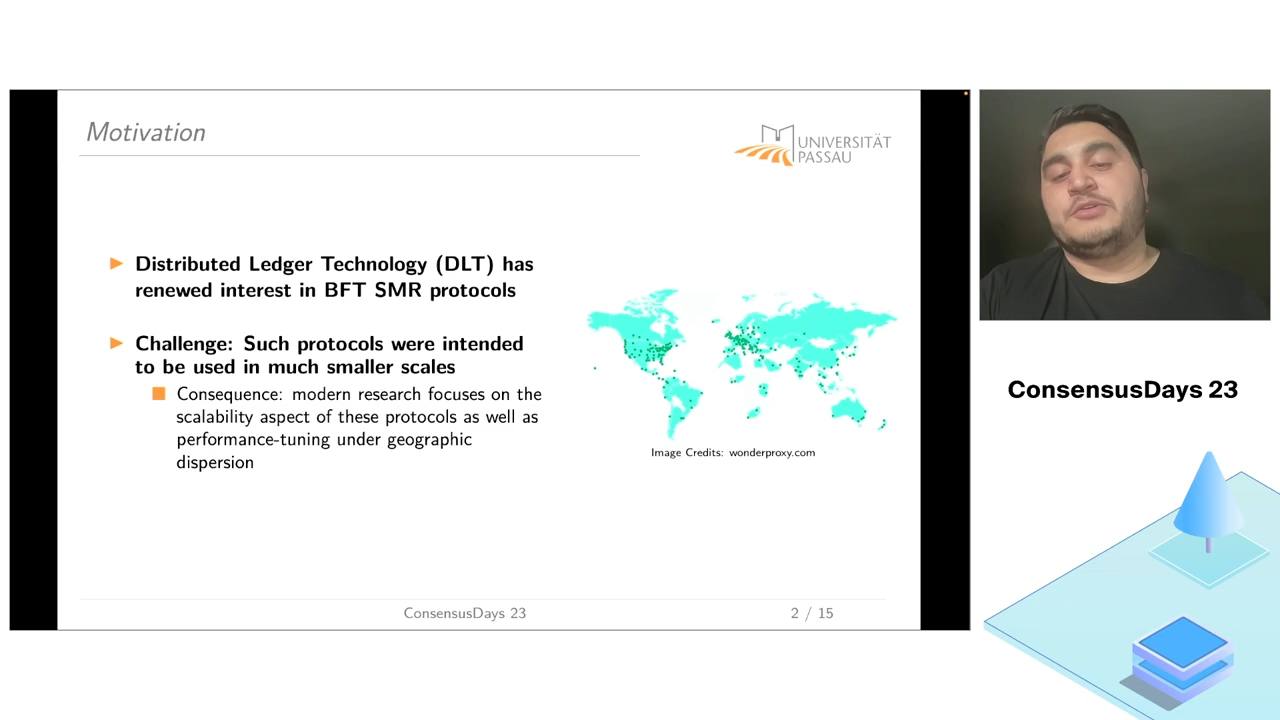 Motivation
UNIVERSITÄT
PASSAU
Distributed Ledger Technology (DLT) has
renewed interest in BFT SMR protocols
Challenge: Such protocols were intended
to be used in much smaller scales
Consequence: modern research focuses on the
scalability aspect of these protocols as well as
performance-tuning under geographic
dispersion
Image Credits: wonderproxy.com
ConsensusDays 23
2 / 15
ConsensusDays 23